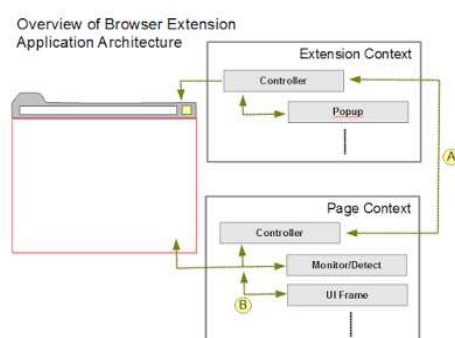 Overview of Browser Extension
Application Architecture
Extension Context
Controller
Popup
A
Page Context
Controller
Monitor/Detect
B
UI Frame